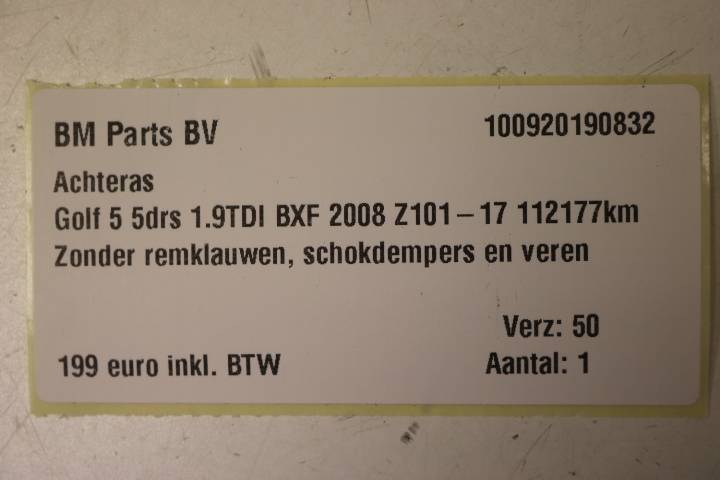 BM Parts BV 100920190832
Achteras
Golf 5 5drs 1.9TDI BXF 2008 Z101-17 112177km
Zonder remklauwen, schokdempers en veren
Verz: 50
199 euro inkl. BTW Aantal: 1